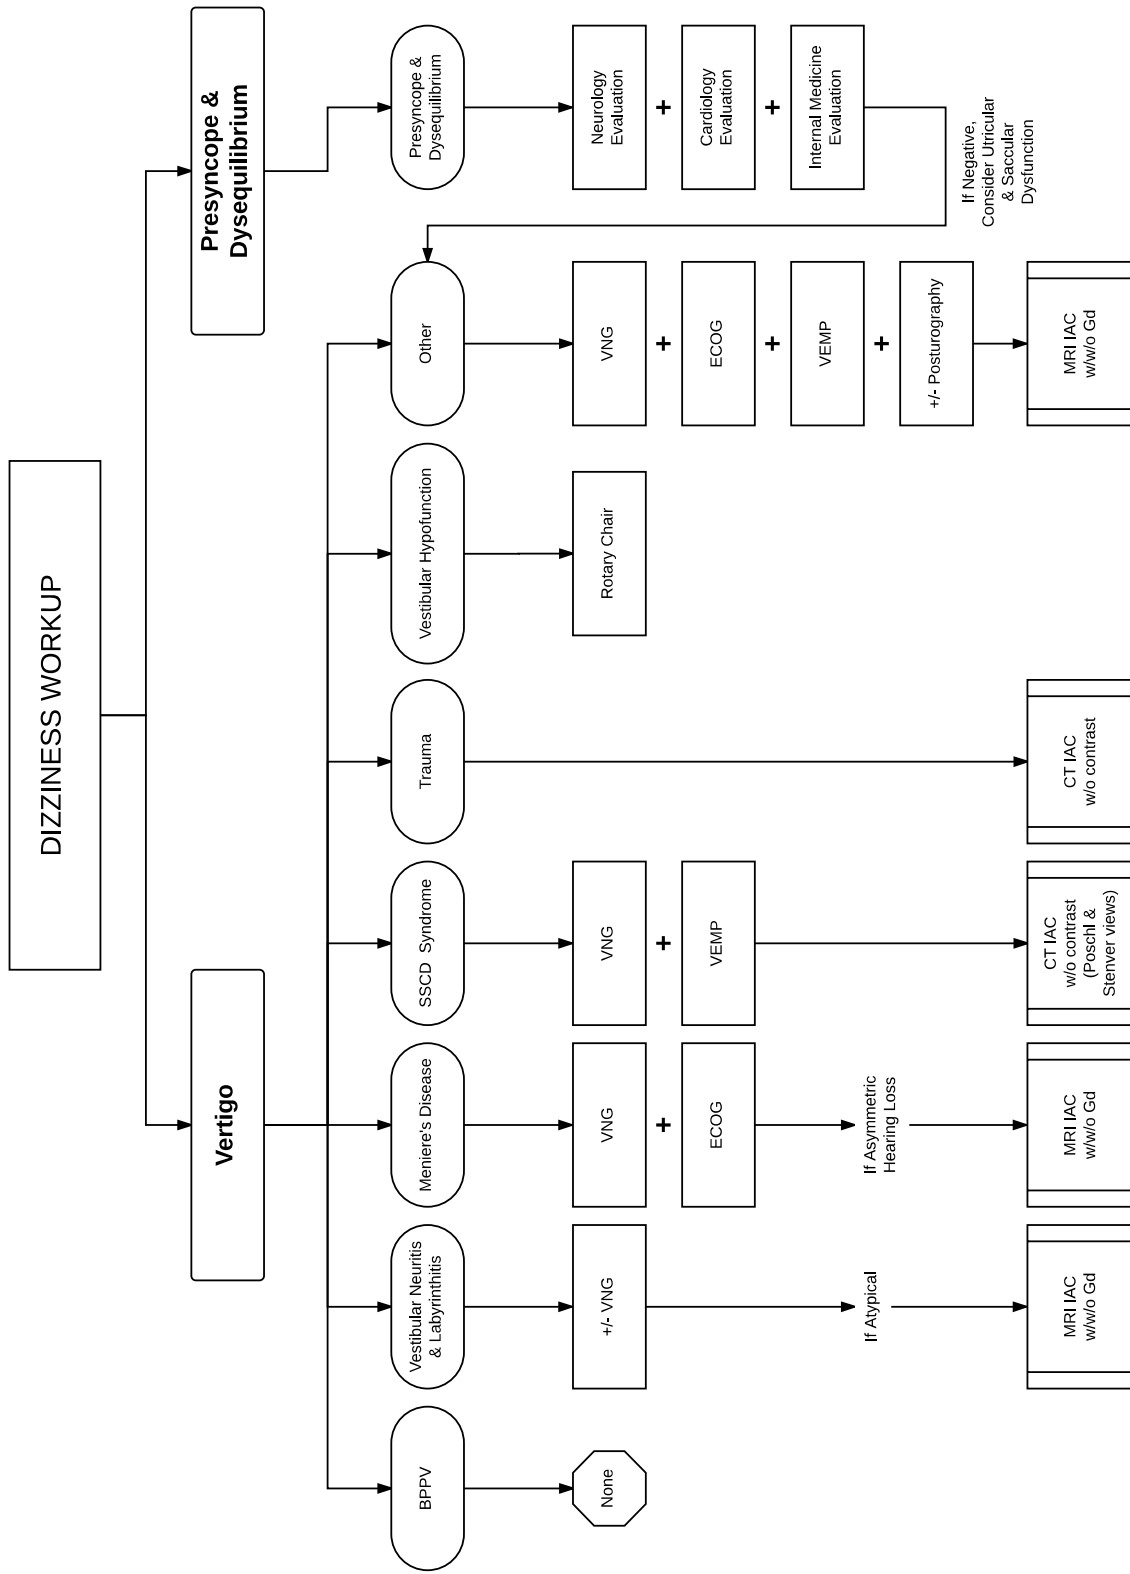 DIZZINESS WORKUP
Vertigo
Presyncope &
Dysequilibrium
BPPV
Vestibular Neuritis
& Labyrinthitis
Meniere's Disease
SSCD Syndrome
Trauma
Vestibular Hypofunction
Other
Presyncope &
Dysequilibrium
None
+/- VNG
VNG
VNG
Rotary Chair
VNG
Neurology
Evaluation
+
+
+
+
ECOG
VEMP
ECOG
Cardiology
Evaluation
+
+
VEMP
Internal Medicine
Evaluation
If Atypical
If Asymmetric
Hearing Loss
+
+/- Posturography
If Negative,
Consider Utricular
& Saccular
Dysfunction
MRI IAC
w/w/o Gd
MRI IAC
w/w/o Gd
CT IAC
w/o contrast
(Poschl &
Stenver views)
CT IAC
w/o contrast
MRI IAC
w/w/o Gd